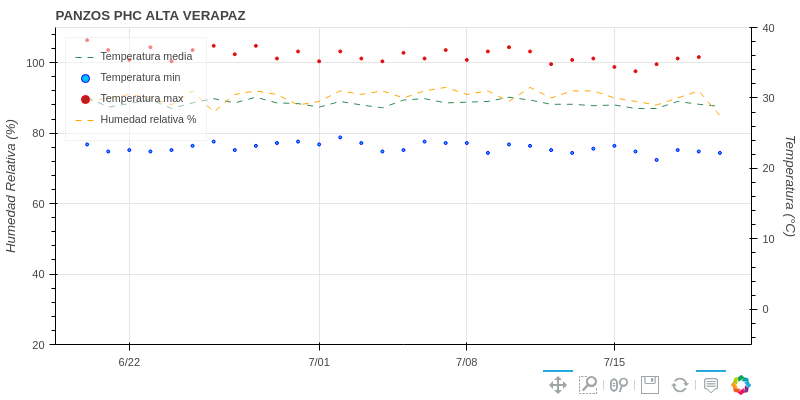 PANZOS PHC ALTA VERAPAZ
Temperatura media
Temperatura min
Temperatura max
Humedad relativa %
Humedad Relativa (%)
100
80
60
40
20
Temperatura (°C)
40
30
20
10
0
6/22
7/01
7/08
7/15